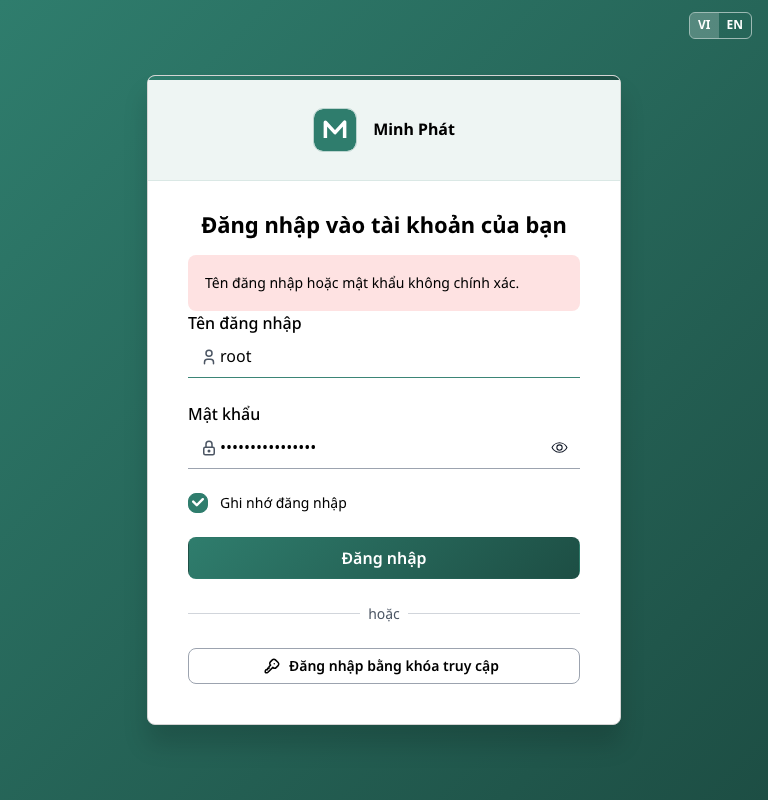 VI EN
Minh Phát
Đăng nhập vào tài khoản của bạn
Tên đăng nhập hoặc mật khẩu không chính xác.
Tên đăng nhập
root
Mật khẩu
••••••••••••••••
Ghi nhớ đăng nhập
Đăng nhập
hoặc
Đăng nhập bằng khóa truy cập